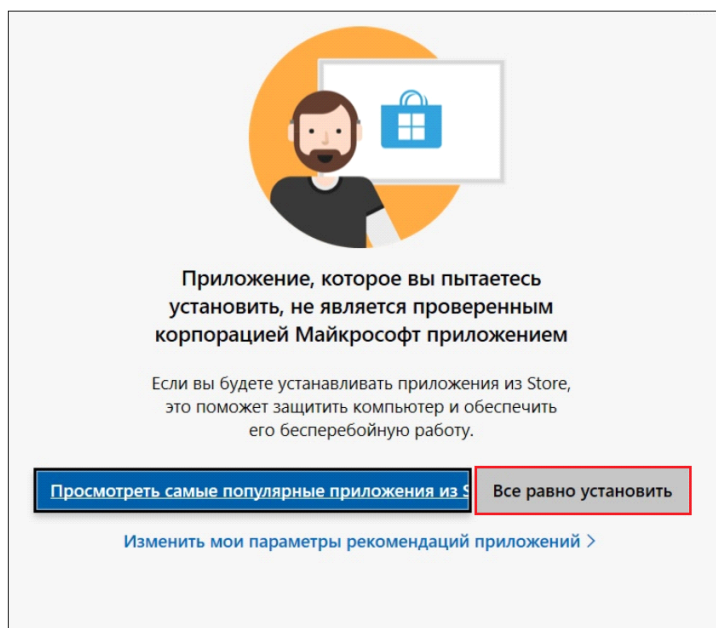 Приложение, которое вы пытаетесь
установить, не является проверенным
корпорацией Майкрософт приложением
Если вы будете устанавливать приложения из Store,
это поможет защитить компьютер и обеспечить
его бесперебойную работу.
Просмотреть самые популярные приложения из
Все равно установить
Изменить мои параметры рекомендаций приложений >